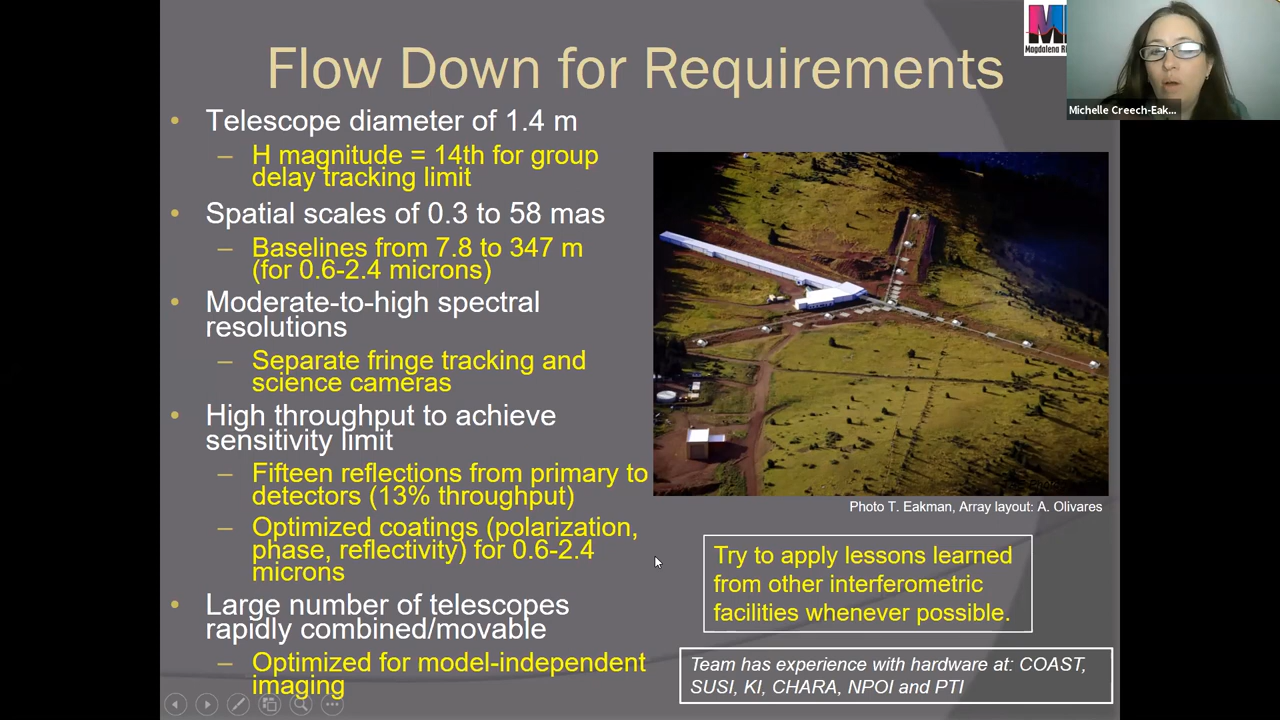 Flow Down for Requirements
• Telescope diameter of 1.4 m
– H magnitude = 14th for group
delay tracking limit
• Spatial scales of 0.3 to 58 mas
– Baselines from 7.8 to 347 m
(for 0.6-2.4 microns)
• Moderate-to-high spectral
resolutions
– Separate fringe tracking and
science cameras
• High throughput to achieve
sensitivity limit
– Fifteen reflections from primary to
detectors (13% throughput)
– Optimized coatings (polarization,
phase, reflectivity) for 0.6-2.4
microns
• Large number of telescopes
rapidly combined/movable
– Optimized for model-independent
imaging
Magdalena
Michelle Creech-Eak...
Photo T. Eakman, Array layout: A. Olivares
Try to apply lessons learned
from other interferometric
facilities whenever possible.
Team has experience with hardware at: COAST,
SUSI, KI, CHARA, NPOI and PTI